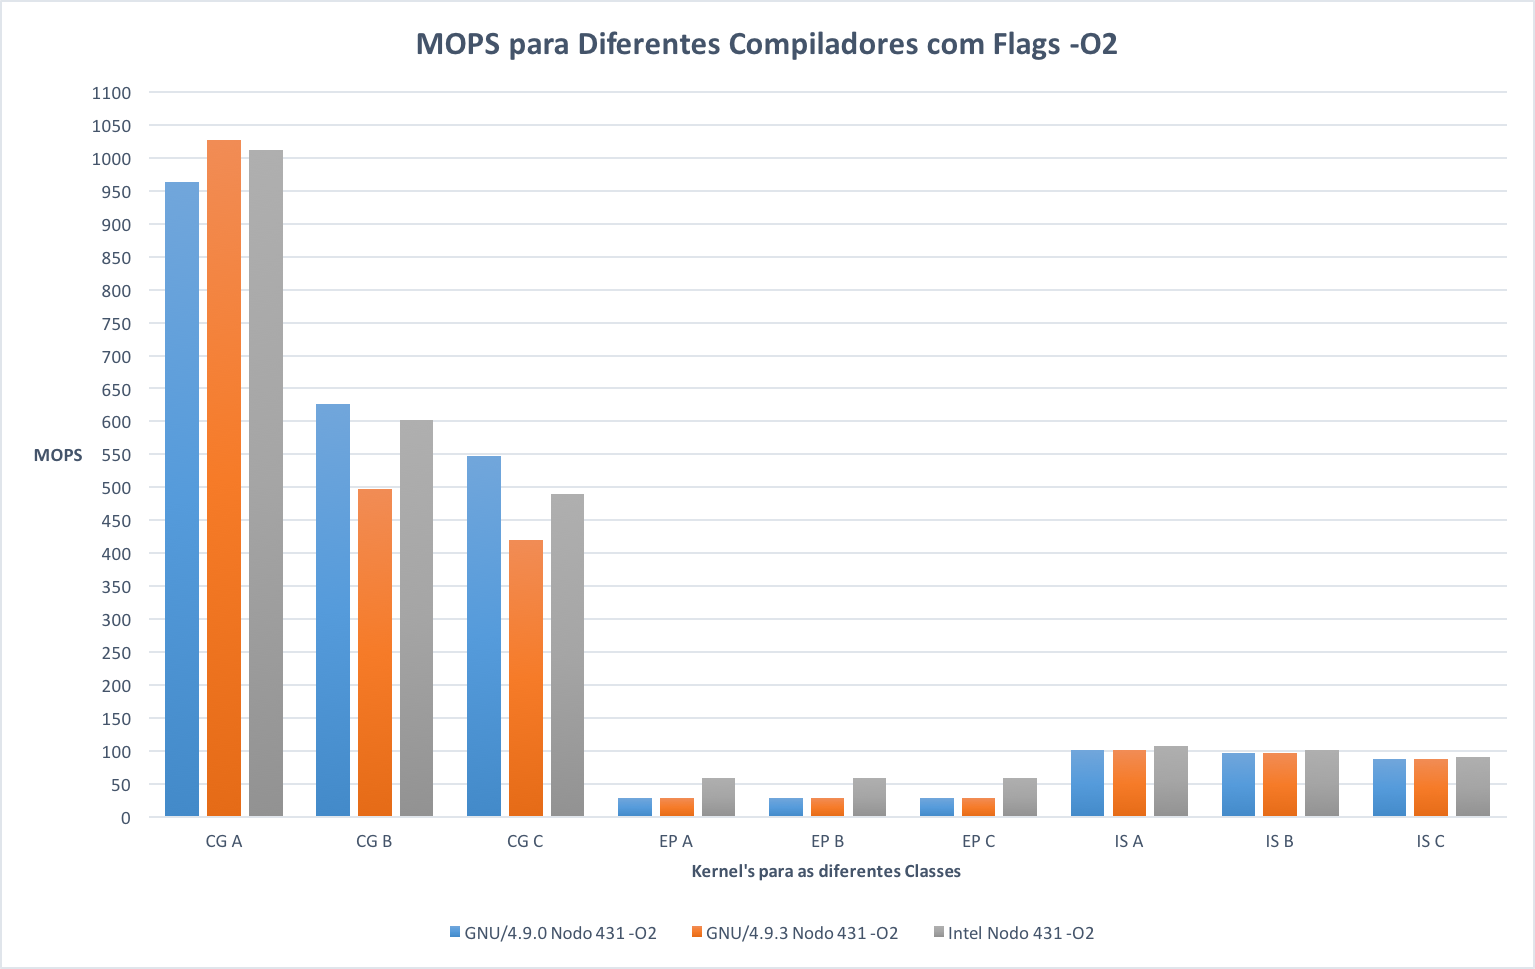 MOPS para Diferentes Compiladores com Flags -O2
1100
1050
1000
950
900
850
800
750
700
650
600
550
500
450
400
350
300
250
200
150
100
50
0
MOPS
CG A
CG B
CG C
EP A
EP B
EP C
IS A
IS B
IS C
Kernel's para as diferentes Classes
GNU/4.9.0 Nodo 431 -O2
GNU/4.9.3 Nodo 431 -O2
Intel Nodo 431 -O2